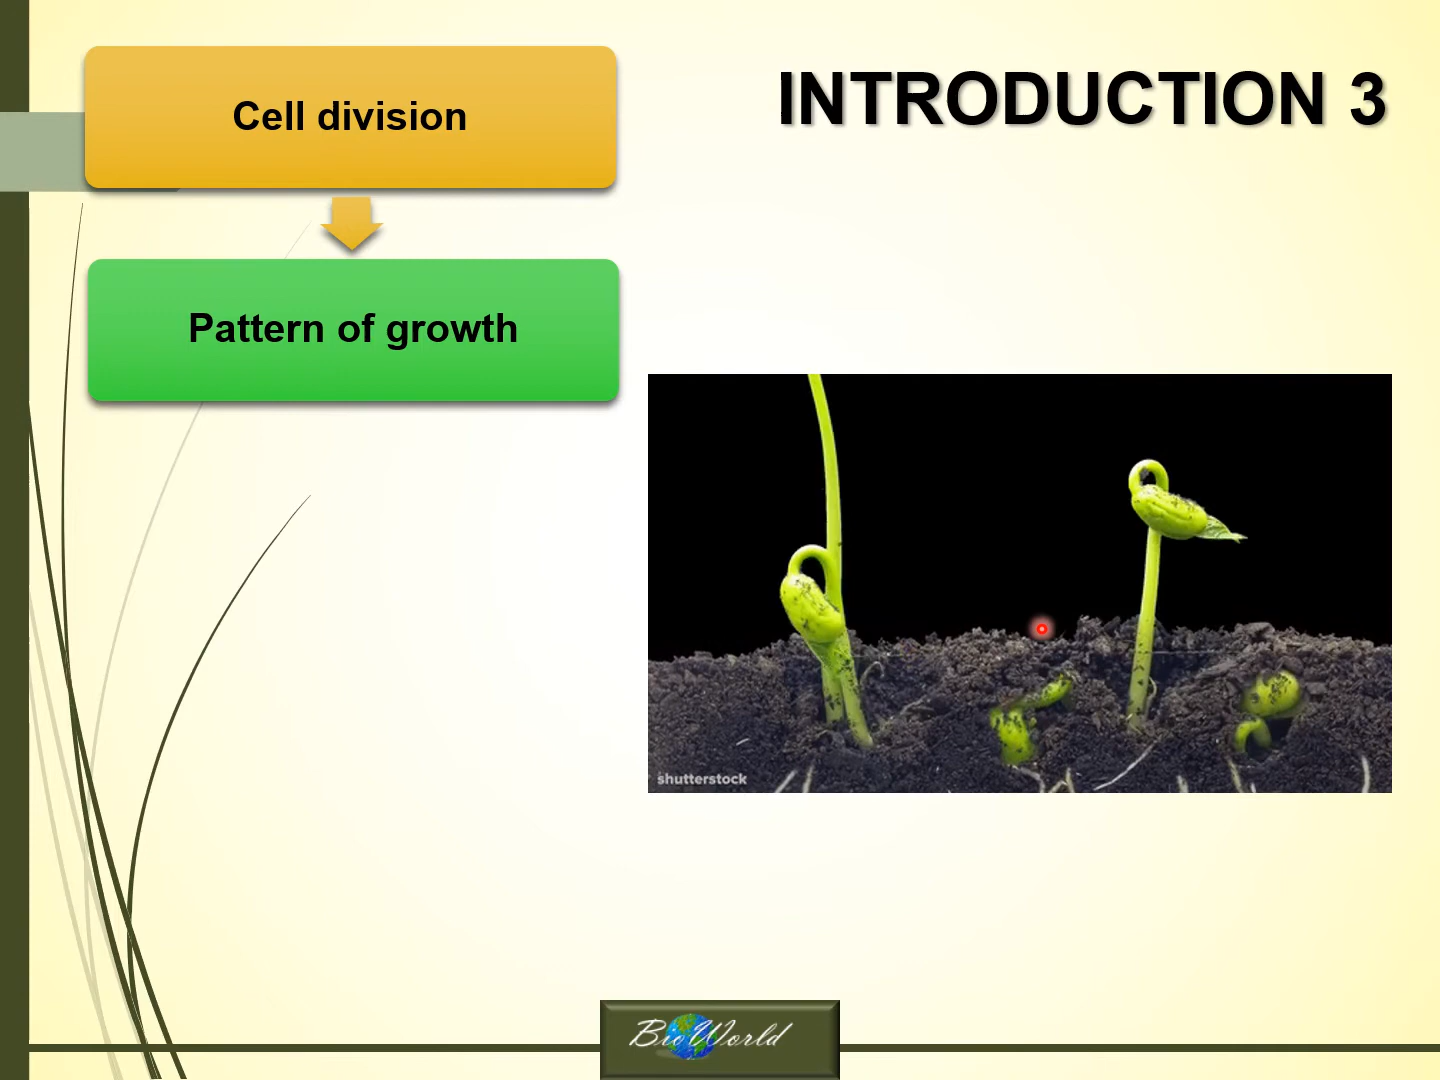 INTRODUCTION 3
Cell division
Pattern of growth
shutterstock
BioWorld